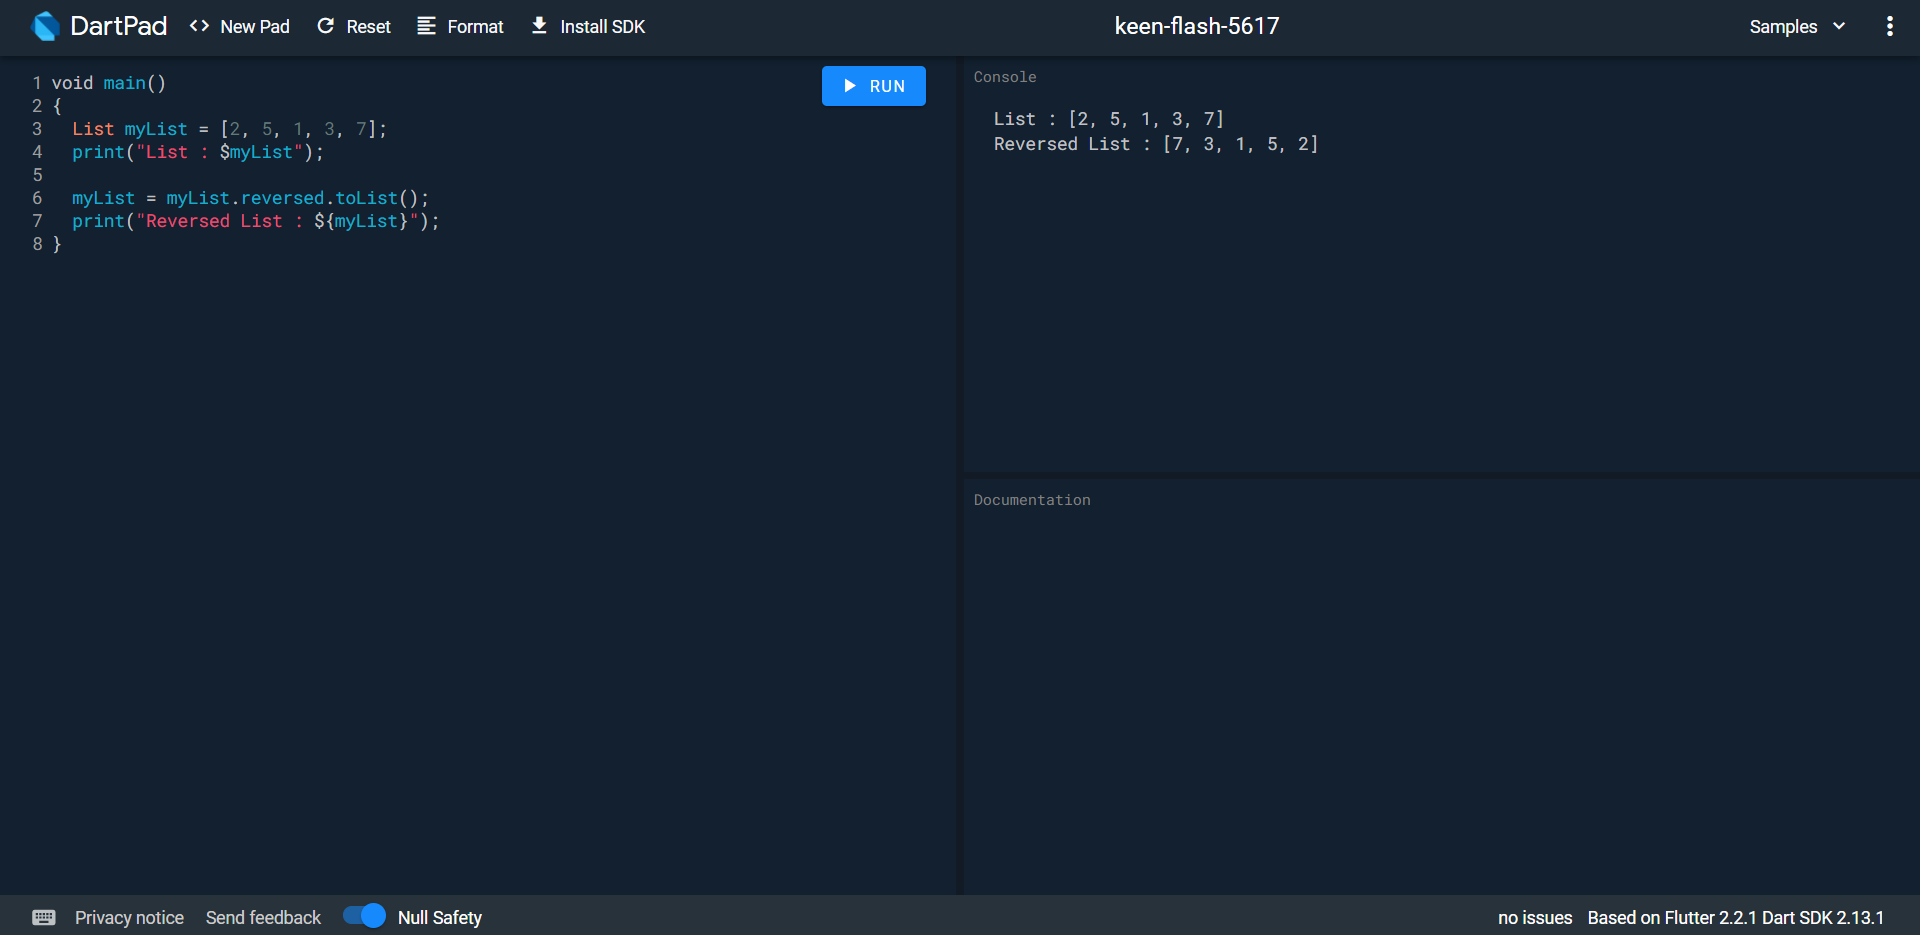 DartPad <> New Pad Reset Format Install SDK keen-flash-5617 Samples
1 void main()
2 {
3   List myList = [2, 5, 1, 3, 7];
4   print("List : $myList");
5
6   myList = myList.reversed.toList();
7   print("Reversed List : ${myList}");
8 }
RUN
Console
List : [2, 5, 1, 3, 7]
Reversed List : [7, 3, 1, 5, 2]
Documentation
Privacy notice Send feedback Null Safety no issues Based on Flutter 2.2.1 Dart SDK 2.13.1